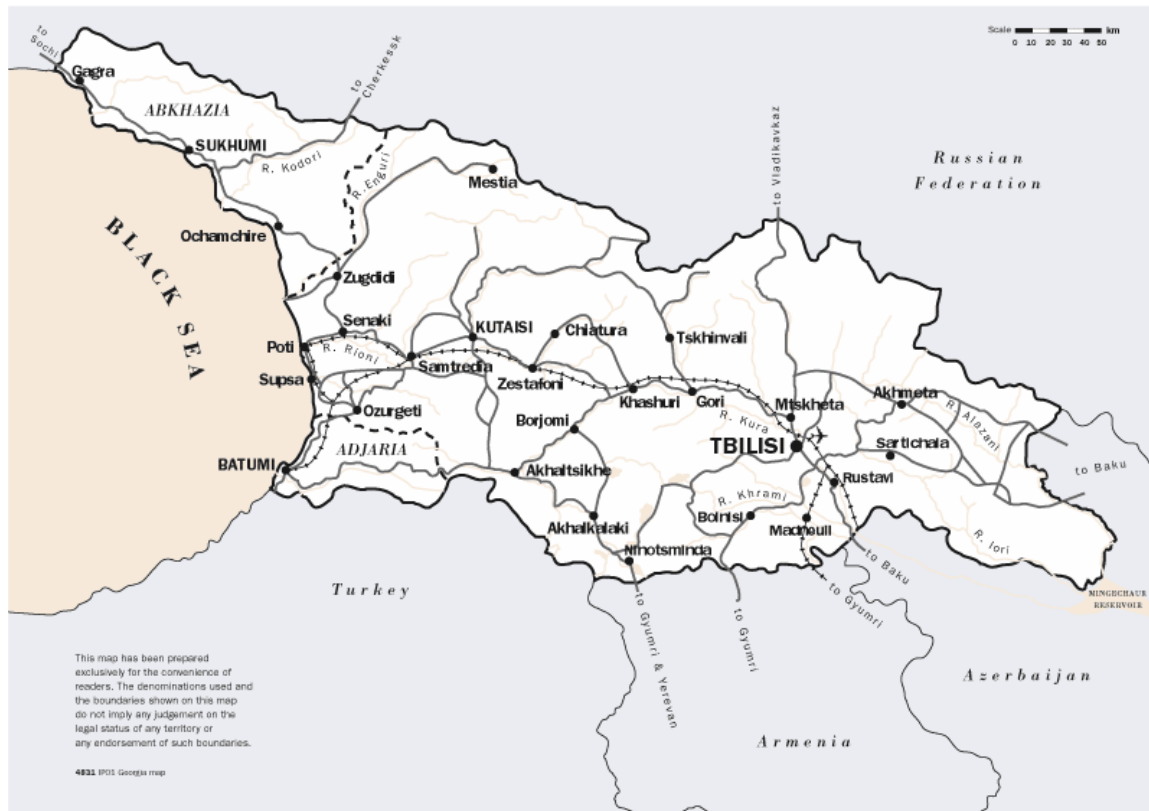 to
Sochi
Gagra
ABKHAZIA
to
Cherkessk
Scale km
0 10 20 30 40 50
SUKHUMI
R. Kodori
R. Enguri
Mestia
to Vladikavkaz
Russian
Federation
Ochamchire
BLACK SEA
Zugdidi
Senaki
KUTAISI
Chiatura
Tskhinvali
Poti
R. Rioni
Samtredia
Supsa
Zestafoni
Khashuri
Gori
Mtskheta
Akhmeta
R. Alazani
Ozurgeti
Borjomi
R. Kura
TBILISI
Sartichala
ADJARIA
BATUMI
Akhaltsikhe
to Baku
Rustavi
R. Khrami
Akhalkalaki
Bolnisi
Madneuli
R. Iori
Ninotsminda
to Baku
Turkey
to Gyumri & Yerevan
to Gyumri
to Gyumri
MINGECHAUR
RESERVOIR
Azerbaijan
Armenia
This map has been prepared
exclusively for the convenience of
readers. The denominations used and
the boundaries shown on this map
do not imply any judgement on the
legal status of any territory or
any endorsement of such boundaries.
4831 IP01 Georgia map